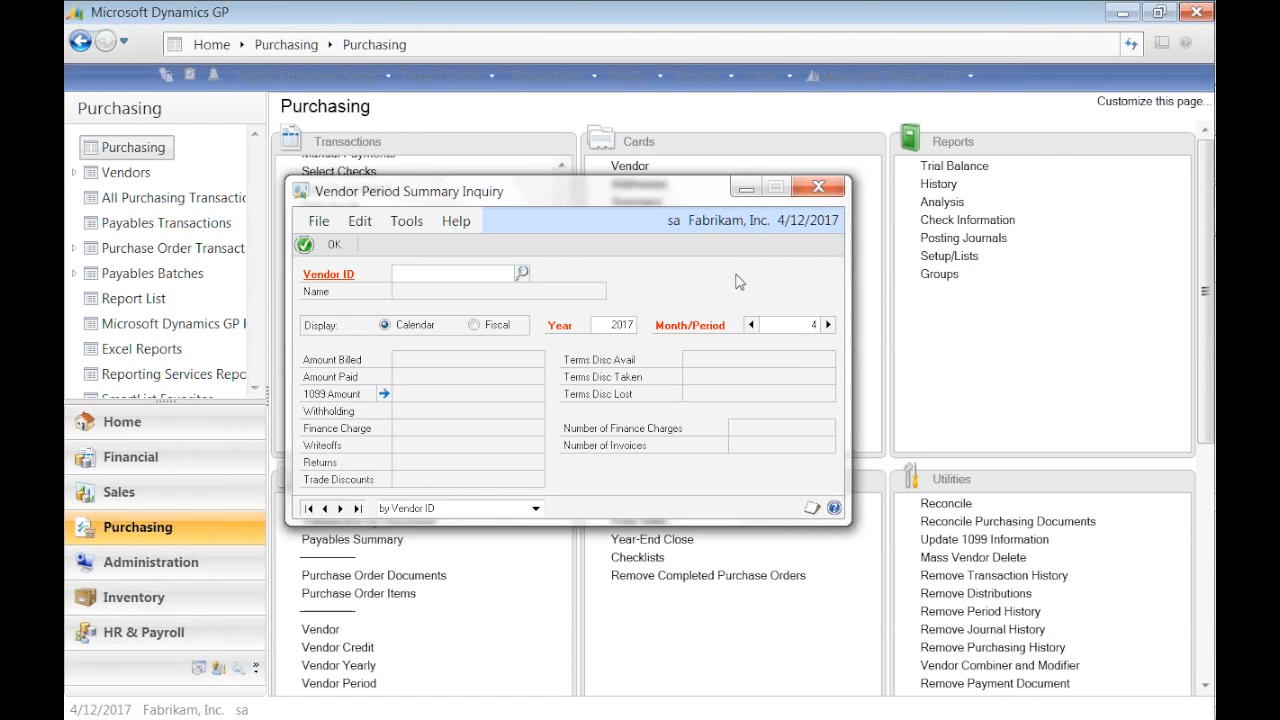 Microsoft Dynamics GP
Home Purchasing Purchasing
Purchasing
Purchasing
Vendors
All Purchasing Transactic
Payables Transactions
Purchase Order Transact
Payables Batches
Report List
Microsoft Dynamics GP F
Excel Reports
Reporting Services Repo
Home
Financial
Sales
Purchasing
Administration
Inventory
HR & Payroll
Purchasing
Customize this page...
Transactions
Manual Payments
Select Checks
Cards
Vendor
Reports
Trial Balance
History
Analysis
Check Information
Posting Journals
Setup/Lists
Groups
Vendor Period Summary Inquiry
File Edit Tools Help
sa Fabrikam, Inc. 4/12/2017
OK
Vendor ID
Name
Display: Calendar Fiscal Year 2017 Month/Period 4
Amount Billed
Amount Paid
1099 Amount
Withholding
Finance Charge
Writeoffs
Returns
Trade Discounts
Terms Disc Avail
Terms Disc Taken
Terms Disc Lost
Number of Finance Charges
Number of Invoices
by Vendor ID
Payables Summary
Purchase Order Documents
Purchase Order Items
Vendor
Vendor Credit
Vendor Yearly
Vendor Period
Year-End Close
Checklists
Remove Completed Purchase Orders
Utilities
Reconcile
Reconcile Purchasing Documents
Update 1099 Information
Mass Vendor Delete
Remove Transaction History
Remove Distributions
Remove Period History
Remove Journal History
Remove Purchasing History
Vendor Combiner and Modifier
Remove Payment Document
4/12/2017 Fabrikam, Inc. sa